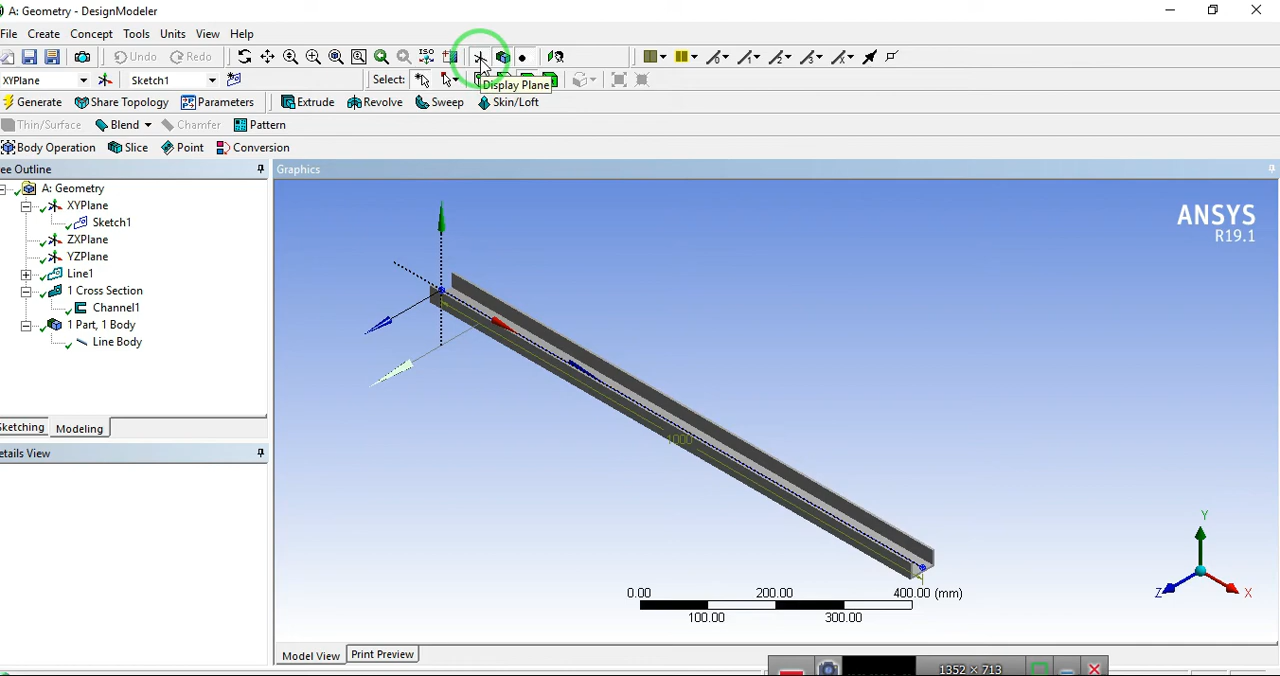 A: Geometry - DesignModeler
File Create Concept Tools Units View Help
Undo Redo
ISO
XYPlane Sketch1 Select:
Display Plane
Generate Share Topology Parameters Extrude Revolve Sweep Skin/Loft
Thin/Surface Blend Chamfer Pattern
Body Operation Slice Point Conversion
ee Outline
Graphics
A: Geometry
XYPlane
Sketch1
ZXPlane
YZPlane
Line1
1 Cross Section
Channel1
1 Part, 1 Body
Line Body
Sketching Modeling
etails View
ANSYS
R19.1
1000
0.00 200.00 400.00 (mm)
100.00 300.00
Y
Z
X
Model View Print Preview
1352 × 713